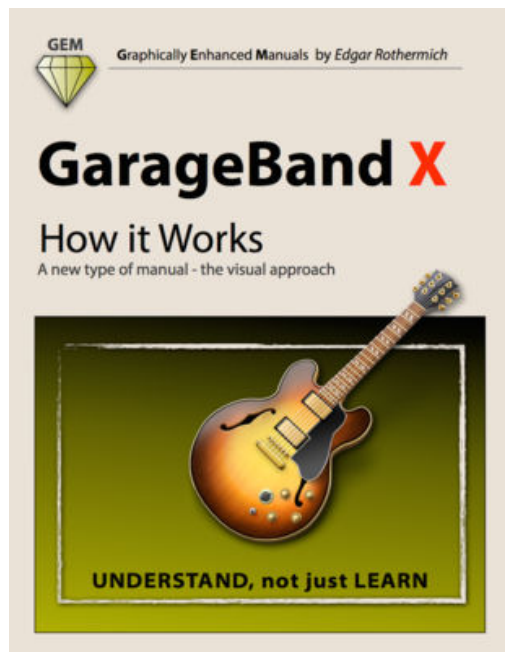 GEM
Graphically Enhanced Manuals by Edgar Rothermich
GarageBand X
How it Works
A new type of manual - the visual approach
UNDERSTAND, not just LEARN